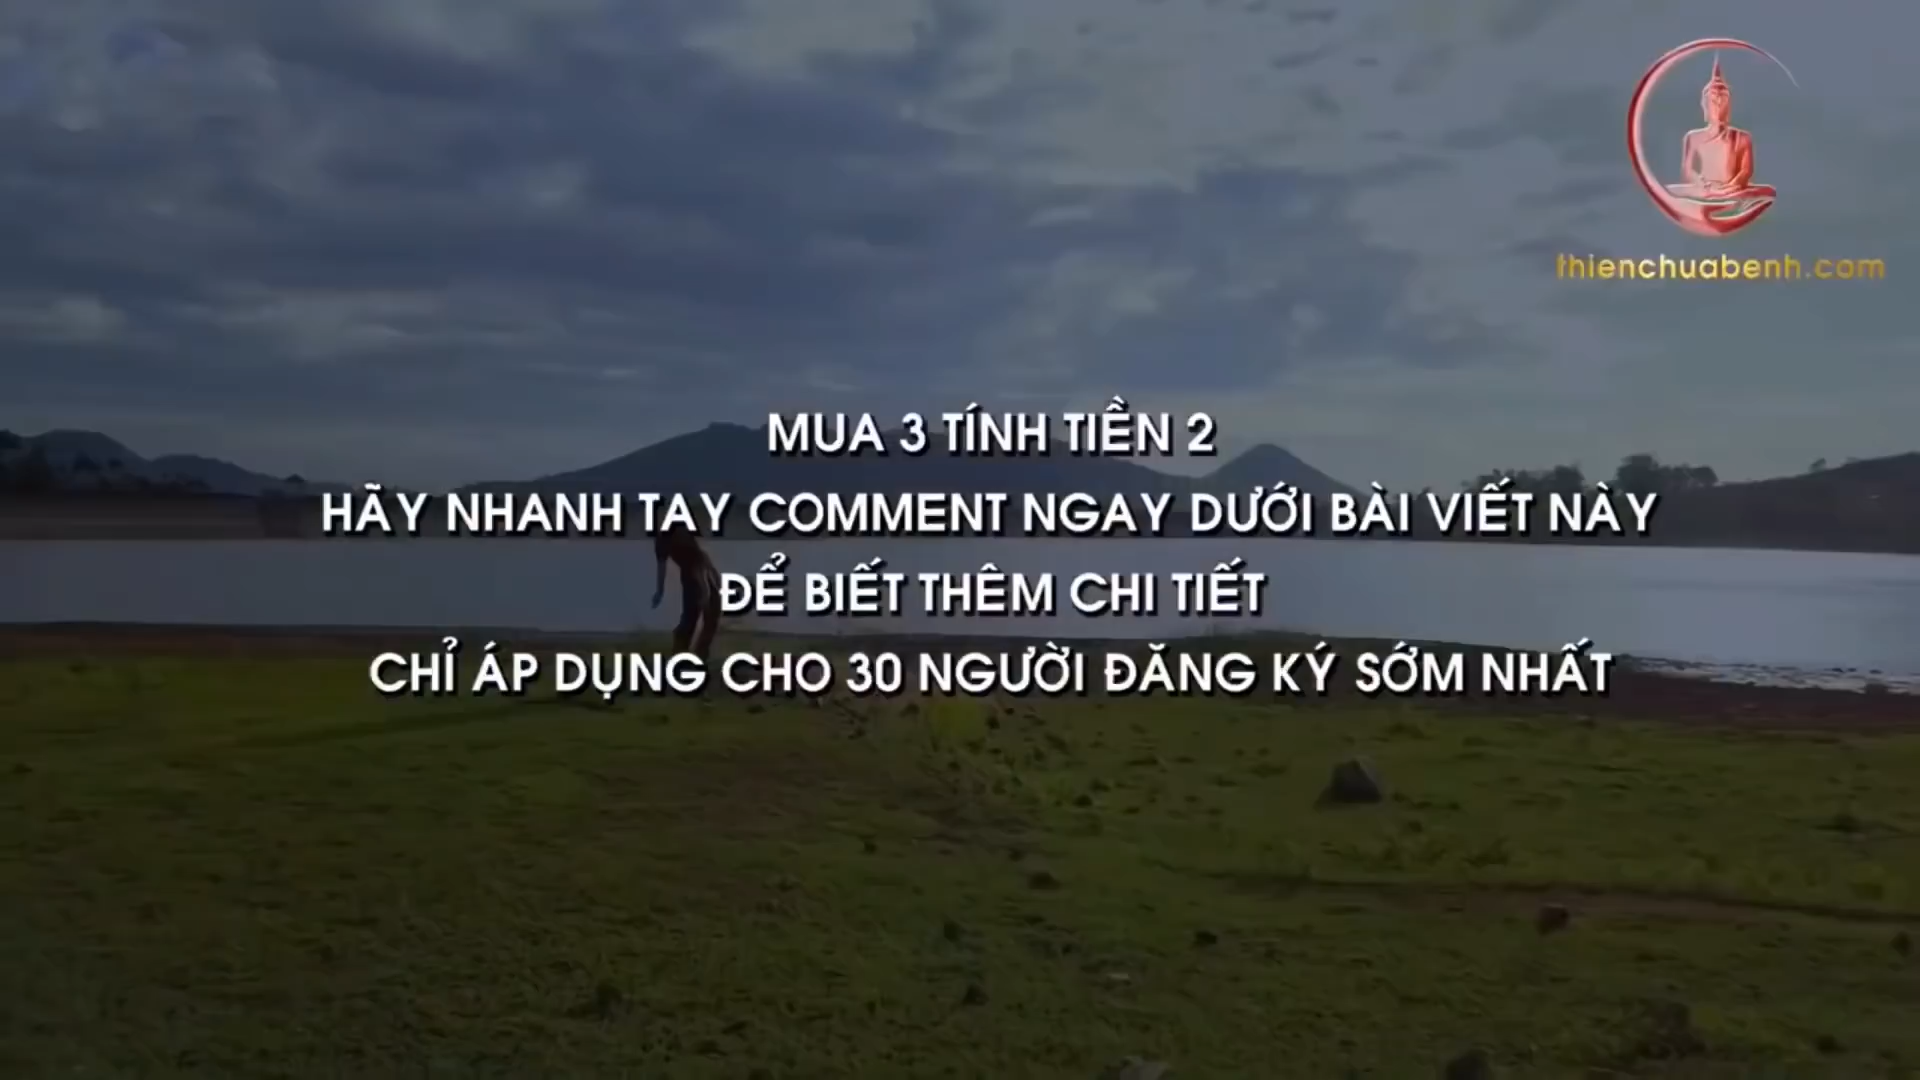 thienchuabenh.com
MUA 3 TÍNH TIỀN 2
HÃY NHANH TAY COMMENT NGAY DƯỚI BÀI VIẾT NÀY
ĐỂ BIẾT THÊM CHI TIẾT
CHỈ ÁP DỤNG CHO 30 NGƯỜI ĐĂNG KÝ SỚM NHẤT